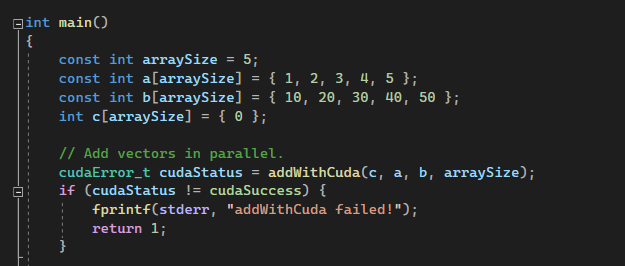 int main()
{
    const int arraySize = 5;
    const int a[arraySize] = { 1, 2, 3, 4, 5 };
    const int b[arraySize] = { 10, 20, 30, 40, 50 };
    int c[arraySize] = { 0 };

    // Add vectors in parallel.
    cudaError_t cudaStatus = addWithCuda(c, a, b, arraySize);
    if (cudaStatus != cudaSuccess) {
        fprintf(stderr, "addWithCuda failed!");
        return 1;
    }